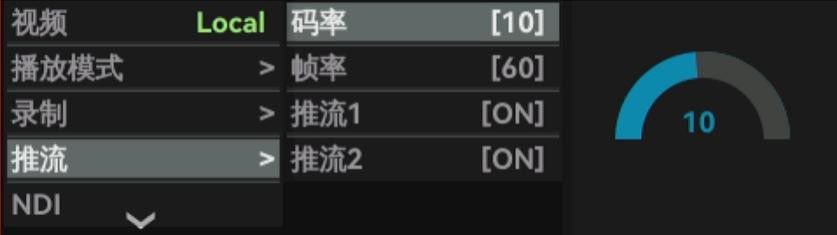 视频 Local
播放模式 >
录制 >
推流 >
NDI
码率 [10]
帧率 [60]
推流1 [ON]
推流2 [ON]
10